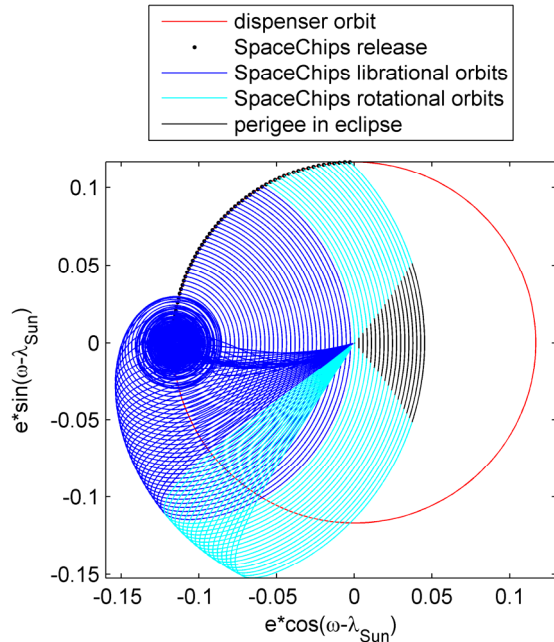 dispenser orbit
SpaceChips release
SpaceChips librational orbits
SpaceChips rotational orbits
perigee in eclipse
0.1
0.05
0
-0.05
-0.1
-0.15
e*sin(ω-λSun)
-0.15 -0.1 -0.05 0 0.05 0.1
e*cos(ω-λSun)